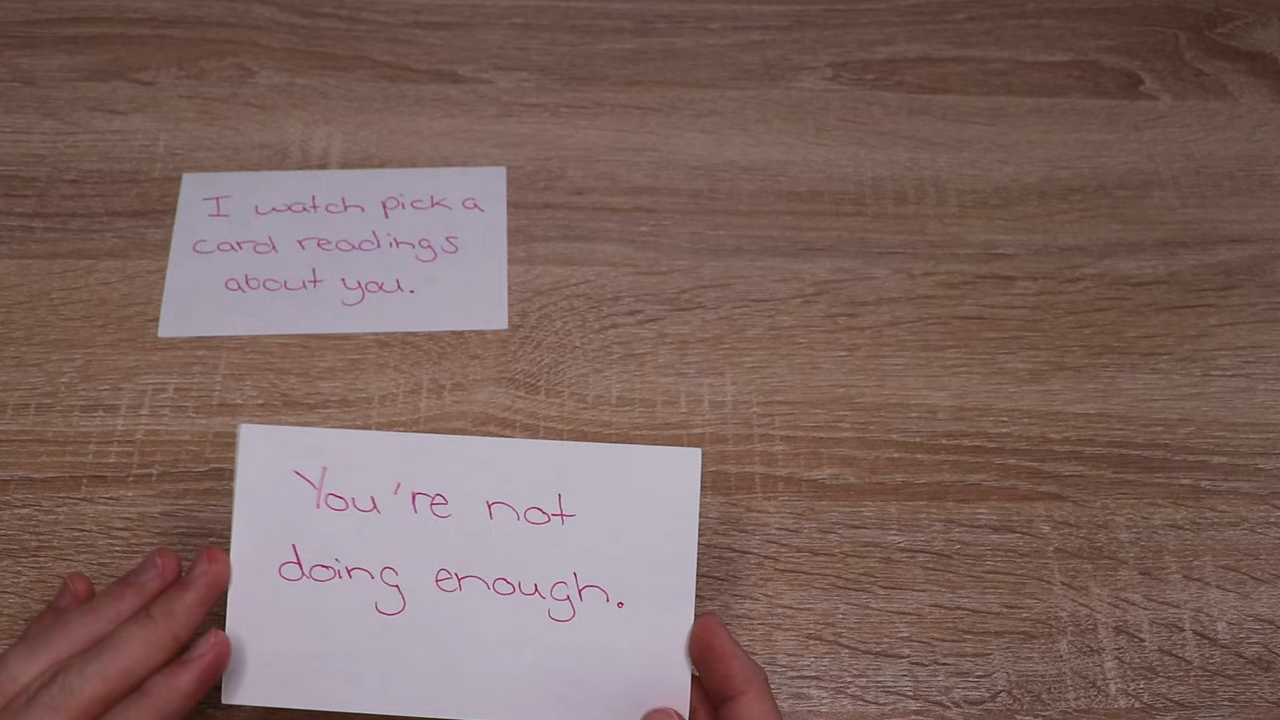 I watch pick a
card readings
about you.
You're not
doing enough.